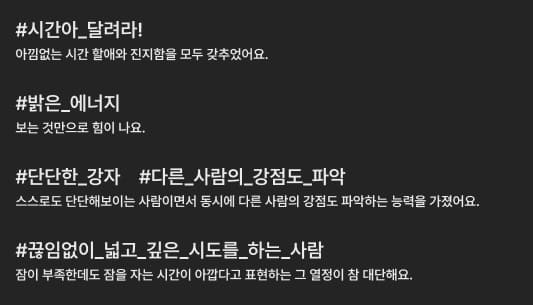 #시간아_달려라!
아낌없는 시간 할애와 진지함을 모두 갖추었어요.
#밝은_에너지
보는 것만으로 힘이 나요.
#단단한_강자 #다른_사람의_강점도_파악
스스로도 단단해보이는 사람이면서 동시에 다른 사람의 강점도 파악하는 능력을 가졌어요.
#끊임없이_넓고_깊은_시도를_하는_사람
잠이 부족한데도 잠을 자는 시간이 아깝다고 표현하는 그 열정이 참 대단해요.